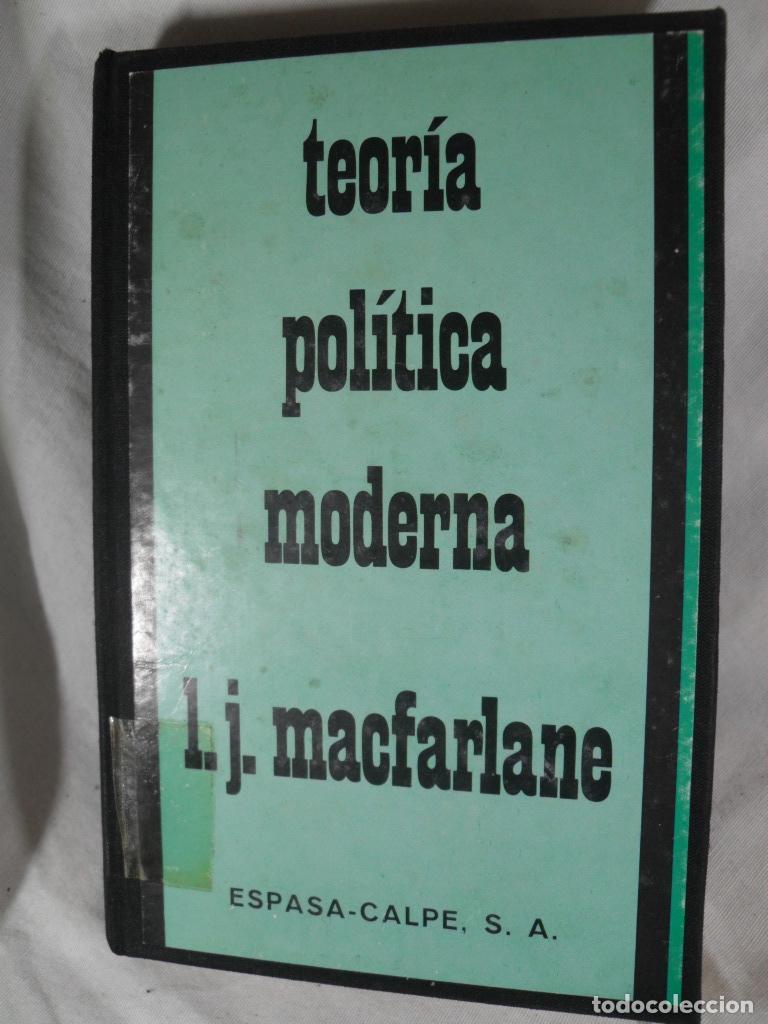 teoría
política
moderna
l. j. macfarlane
ESPASA-CALPE, S. A.
todocoleccion